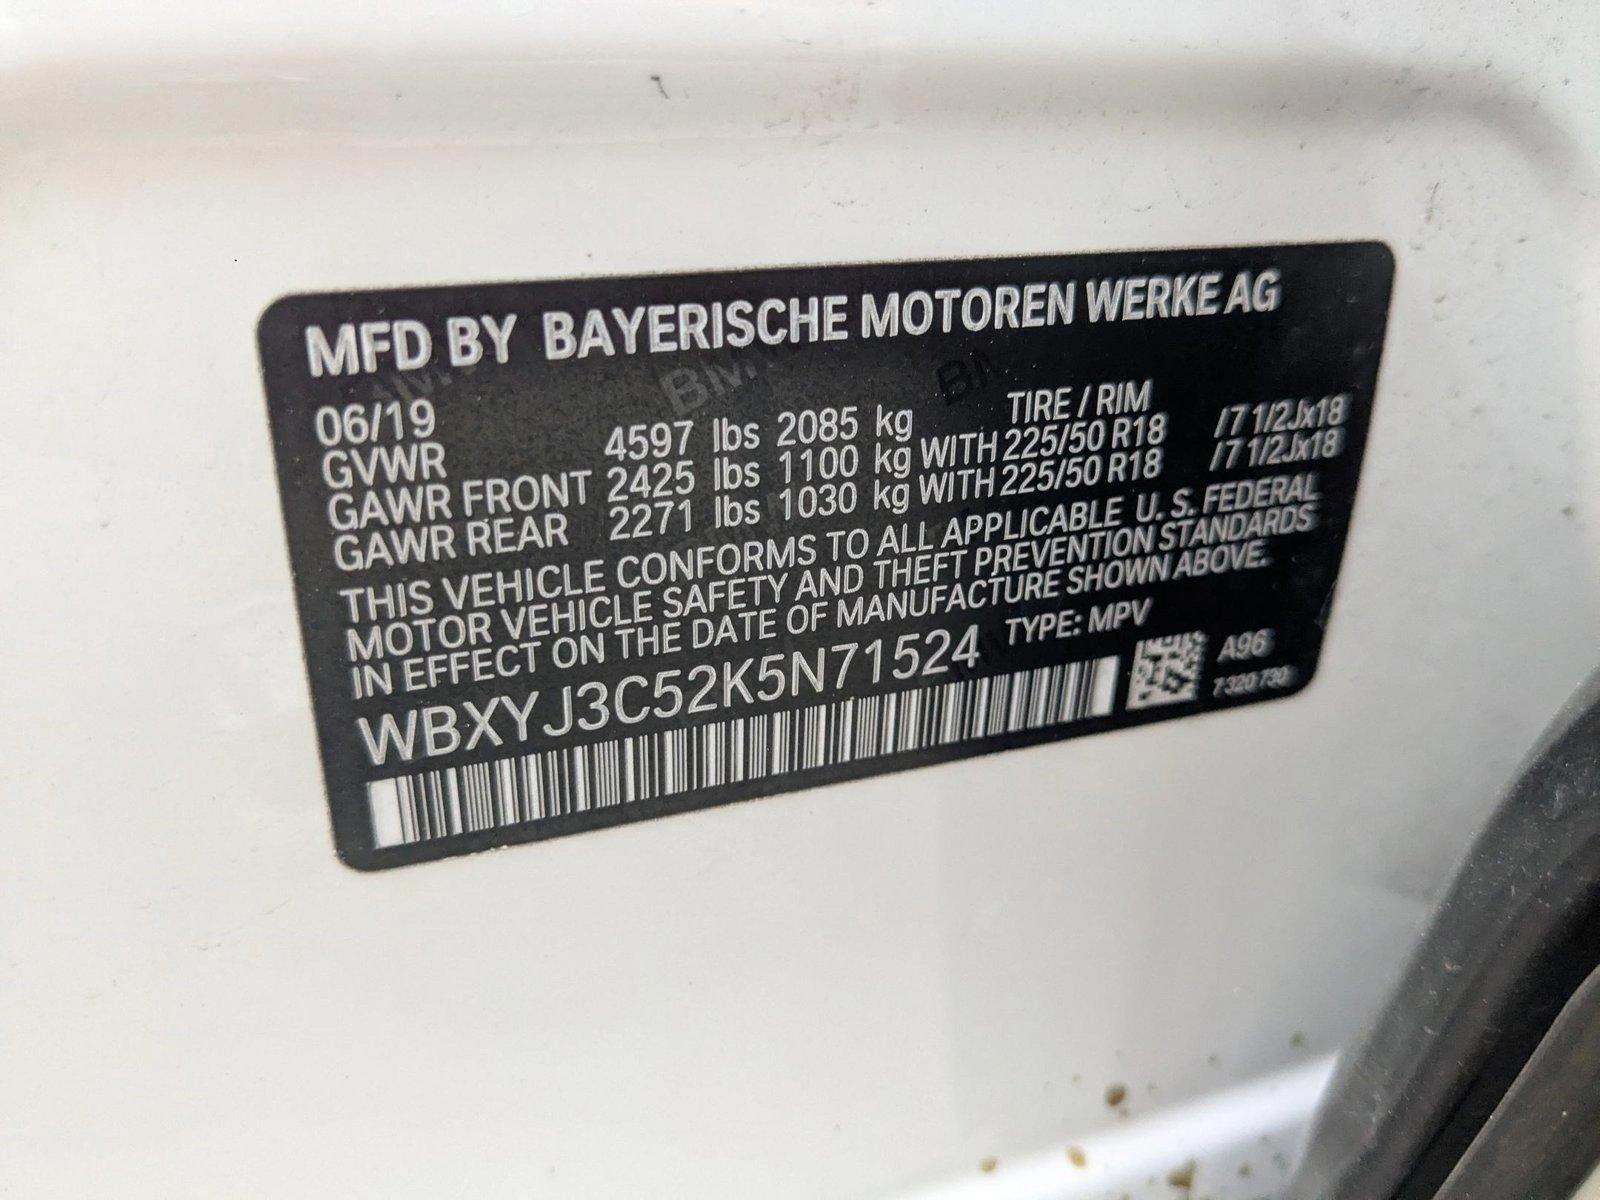 MFD BY BAYERISCHE MOTOREN WERKE AG
06/19 TIRE / RIM
GVWR 4597 lbs 2085 kg
GAWR FRONT 2425 lbs 1100 kg WITH 225/50 R18 /7 1/2Jx18
GAWR REAR 2271 lbs 1030 kg WITH 225/50 R18 /7 1/2Jx18
THIS VEHICLE CONFORMS TO ALL APPLICABLE U. S. FEDERAL
MOTOR VEHICLE SAFETY AND THEFT PREVENTION STANDARDS
IN EFFECT ON THE DATE OF MANUFACTURE SHOWN ABOVE.
WBXYJ3C52K5N71524 TYPE: MPV
A96
7 320 730